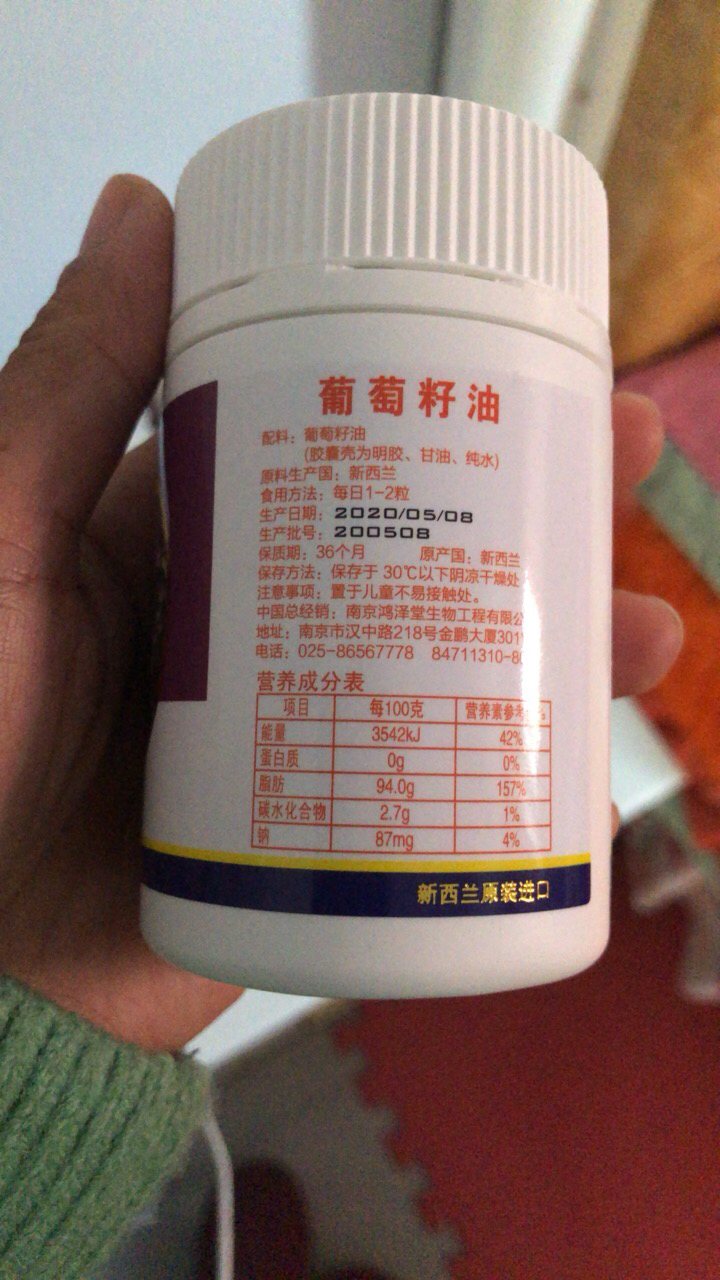 葡萄籽油
配料：葡萄籽油
(胶囊壳为明胶、甘油、纯水)
原料生产国：新西兰
食用方法：每日1-2粒
生产日期：2020/05/08
生产批号：200508
保质期：36个月 原产国：新西兰
保存方法：保存于30℃以下阴凉干燥处
注意事项：置于儿童不易接触处。
中国总经销：南京鸿泽堂生物工程有限
地址：南京市汉中路218号金鹏大厦301
电话：025-86567778 84711310-80
营养成分表
项目 每100克 营养素参考 %
能量 3542kJ 42%
蛋白质 0g 0%
脂肪 94.0g 157%
碳水化合物 2.7g 1%
钠 87mg 4%
新西兰原装进口